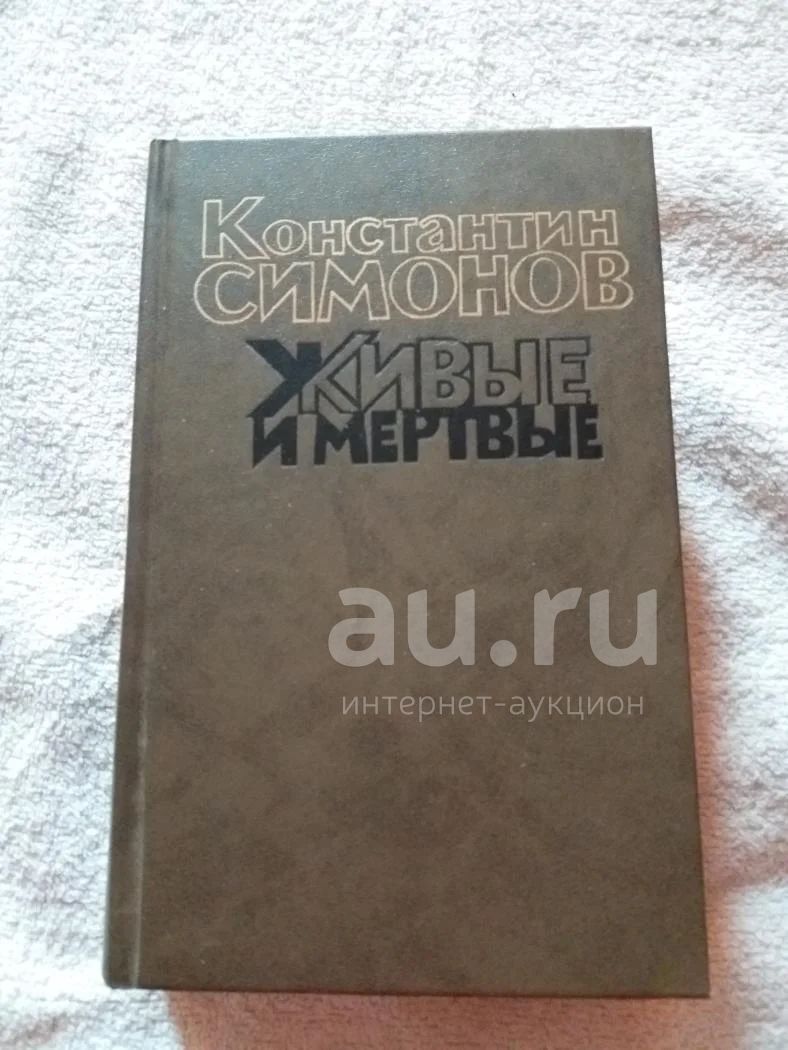 Константин
СИМОНОВ
ЖИВЫЕ
И МЕРТВЫЕ
au.ru
интернет-аукцион